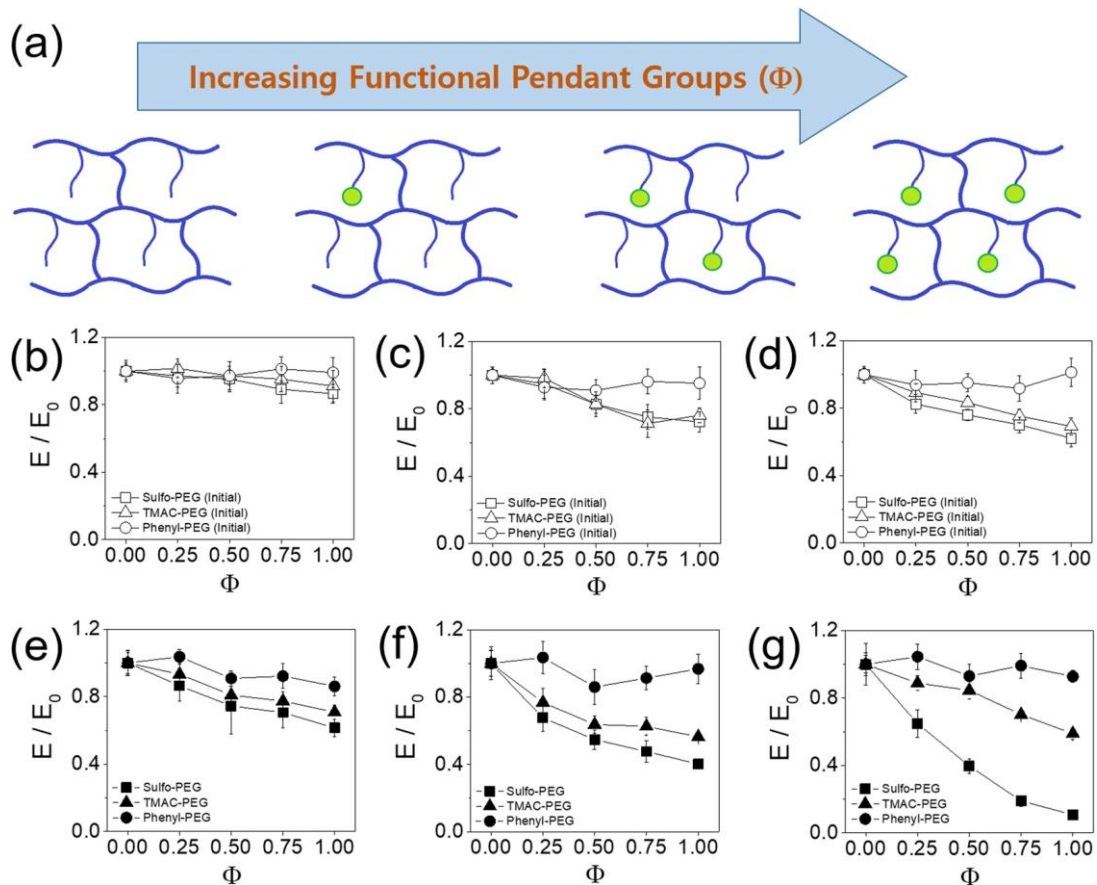 (a)
Increasing Functional Pendant Groups (Φ)
(b)
E / E₀
1.2
0.8
0.4
0.0
Sulfo-PEG (Initial)
TMAC-PEG (Initial)
Phenyl-PEG (Initial)
0.00 0.25 0.50 0.75 1.00
Φ
(c)
E / E₀
1.2
0.8
0.4
0.0
Sulfo-PEG (Initial)
TMAC-PEG (Initial)
Phenyl-PEG (Initial)
0.00 0.25 0.50 0.75 1.00
Φ
(d)
E / E₀
1.2
0.8
0.4
0.0
Sulfo-PEG (Initial)
TMAC-PEG (Initial)
Phenyl-PEG (Initial)
0.00 0.25 0.50 0.75 1.00
Φ
(e)
E / E₀
1.2
0.8
0.4
0.0
Sulfo-PEG
TMAC-PEG
Phenyl-PEG
0.00 0.25 0.50 0.75 1.00
Φ
(f)
E / E₀
1.2
0.8
0.4
0.0
Sulfo-PEG
TMAC-PEG
Phenyl-PEG
0.00 0.25 0.50 0.75 1.00
Φ
(g)
E / E₀
1.2
0.8
0.4
0.0
Sulfo-PEG
TMAC-PEG
Phenyl-PEG
0.00 0.25 0.50 0.75 1.00
Φ